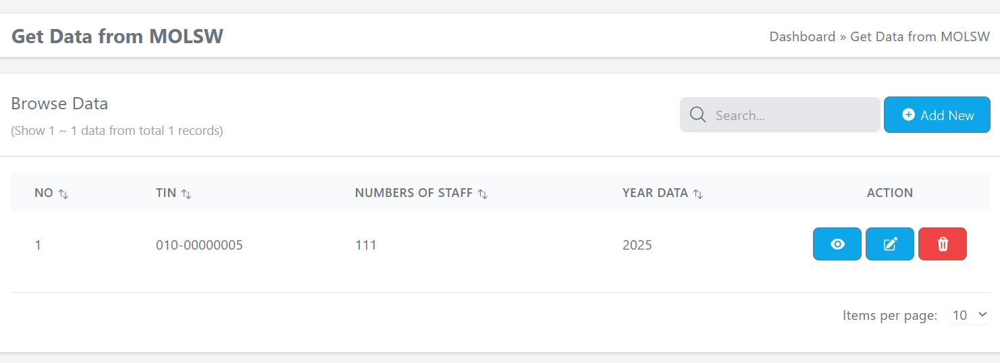 Get Data from MOLSW
Dashboard » Get Data from MOLSW
Browse Data
(Show 1 ~ 1 data from total 1 records)
Search...
Add New
NO TIN NUMBERS OF STAFF YEAR DATA ACTION
1 010-00000005 111 2025
Items per page: 10